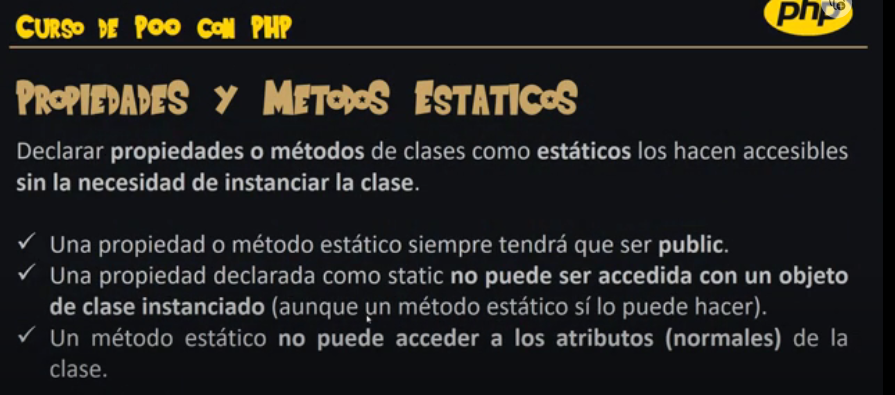 CURSO DE POO CON PHP
php
PROPIEDADES Y METODOS ESTATICOS
Declarar propiedades o métodos de clases como estáticos los hacen accesibles
sin la necesidad de instanciar la clase.
✓ Una propiedad o método estático siempre tendrá que ser public.
✓ Una propiedad declarada como static no puede ser accedida con un objeto
de clase instanciado (aunque un método estático sí lo puede hacer).
✓ Un método estático no puede acceder a los atributos (normales) de la
clase.